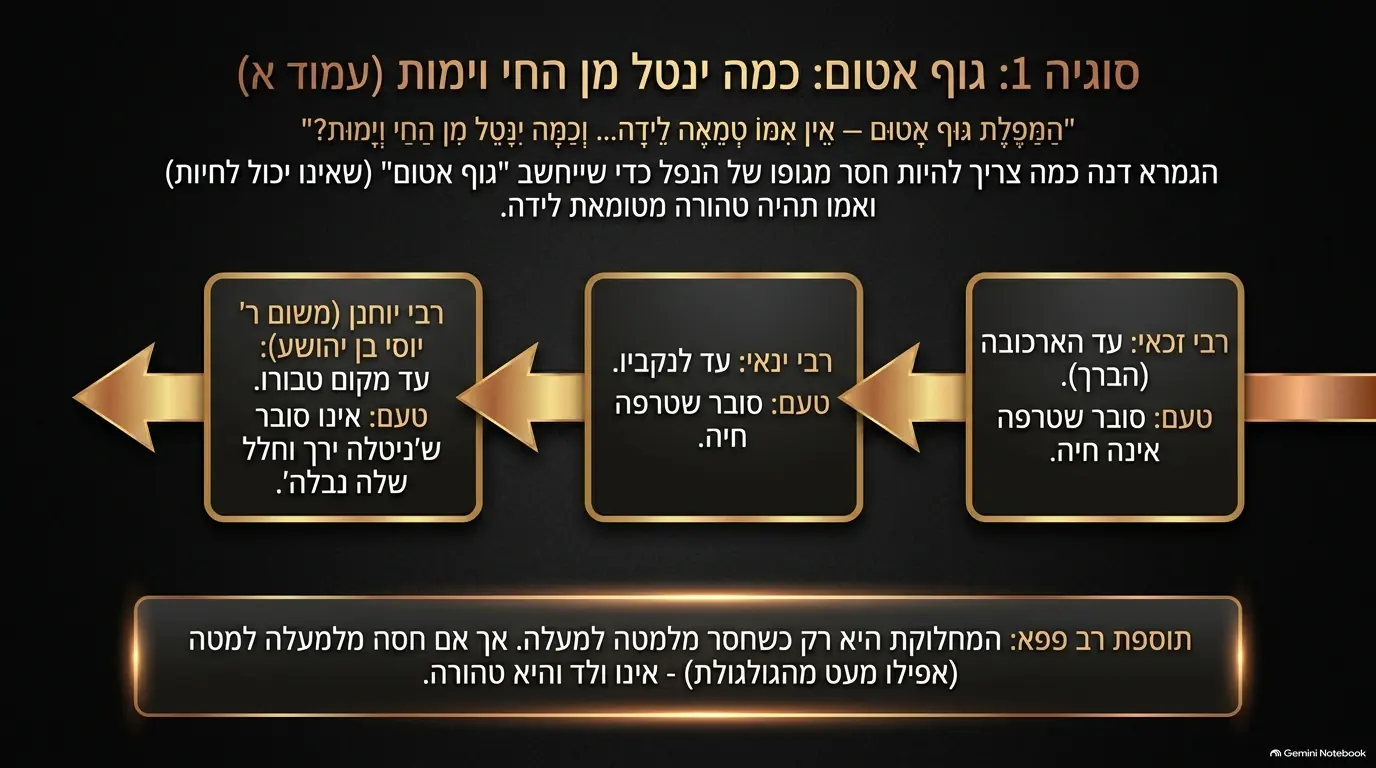 סוגיה 1: גוף אטום: כמה ינטל מן החי וימות (עמוד א)
"הַמַּפֶּלֶת גּוּף אָטוּם – אֵין אִמּוֹ טְמֵאָה לֵידָה... וְכַמָּה יִנָּטֵל מִן הַחַי וְיָמוּת?"
הגמרא דנה כמה צריך להיות חסר מגופו של הנפל כדי שייחשב "גוף אטום" (שאינו יכול לחיות)
ואמו תהיה טהורה מטומאת לידה.
רבי זכאי: עד הארכובה
(הברך).
טעם: סובר שטרפה
אינה חיה.
רבי ינאי: עד לנקביו.
טעם: סובר שטרפה
חיה.
רבי יוחנן (משום ר'
יוסי בן יהושע):
עד מקום טבורו.
טעם: אינו סובר
ש'ניטלה ירך וחלל
שלה נבלה'.
תוספת רב פפא: המחלוקת היא רק כשחסר מלמטה למעלה. אך אם חסה מלמעלה למטה
(אפילו מעט מהגולגולת) - אינו ולד והיא טהורה.
Gemini Notebook